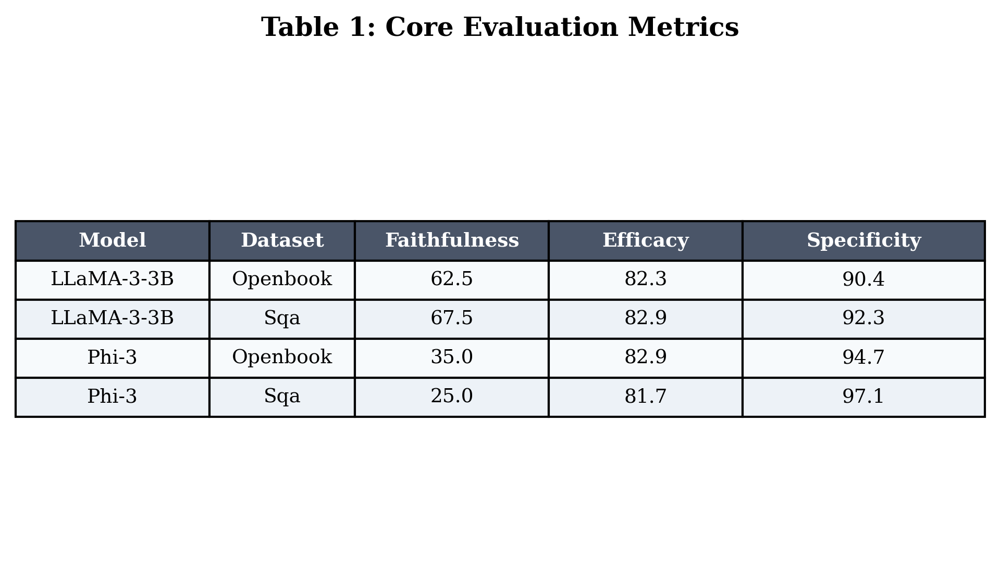 Table 1: Core Evaluation Metrics
Model Dataset Faithfulness Efficacy Specificity
LLaMA-3-3B Openbook 62.5 82.3 90.4
LLaMA-3-3B Sqa 67.5 82.9 92.3
Phi-3 Openbook 35.0 82.9 94.7
Phi-3 Sqa 25.0 81.7 97.1